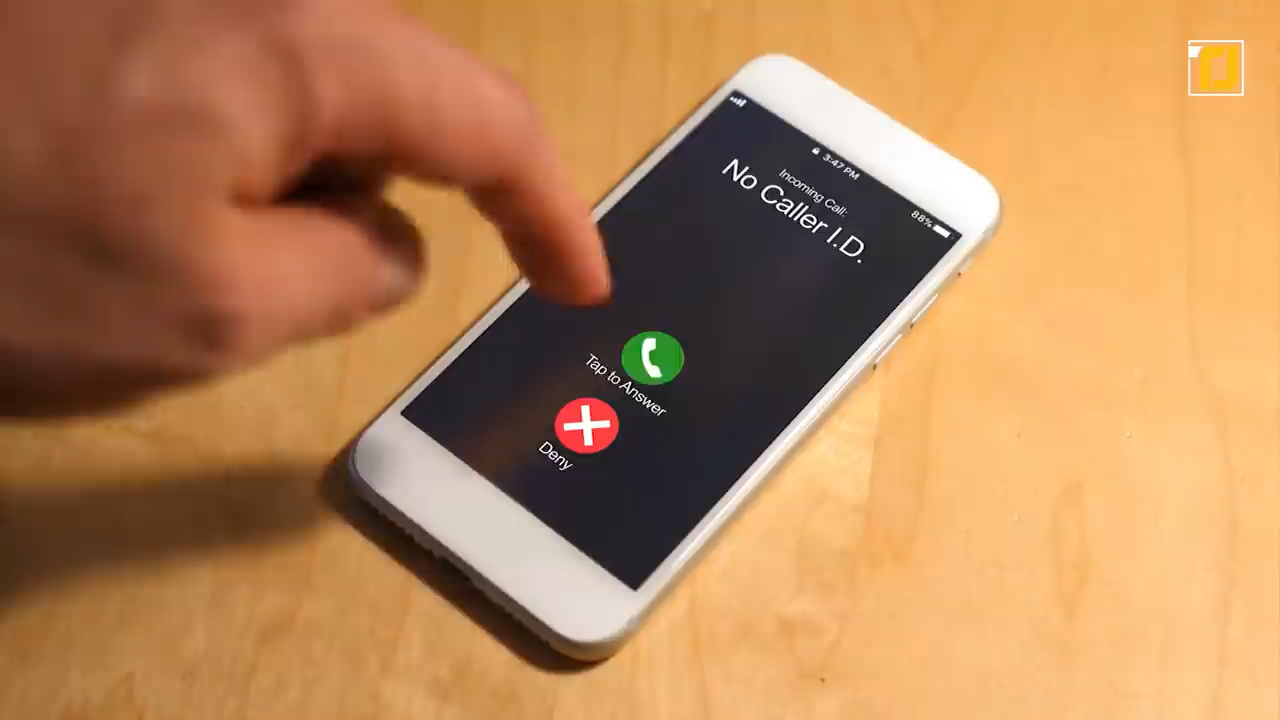 3:47 PM
88%
Incoming Call:
No Caller I.D.
Tap to Answer
Deny